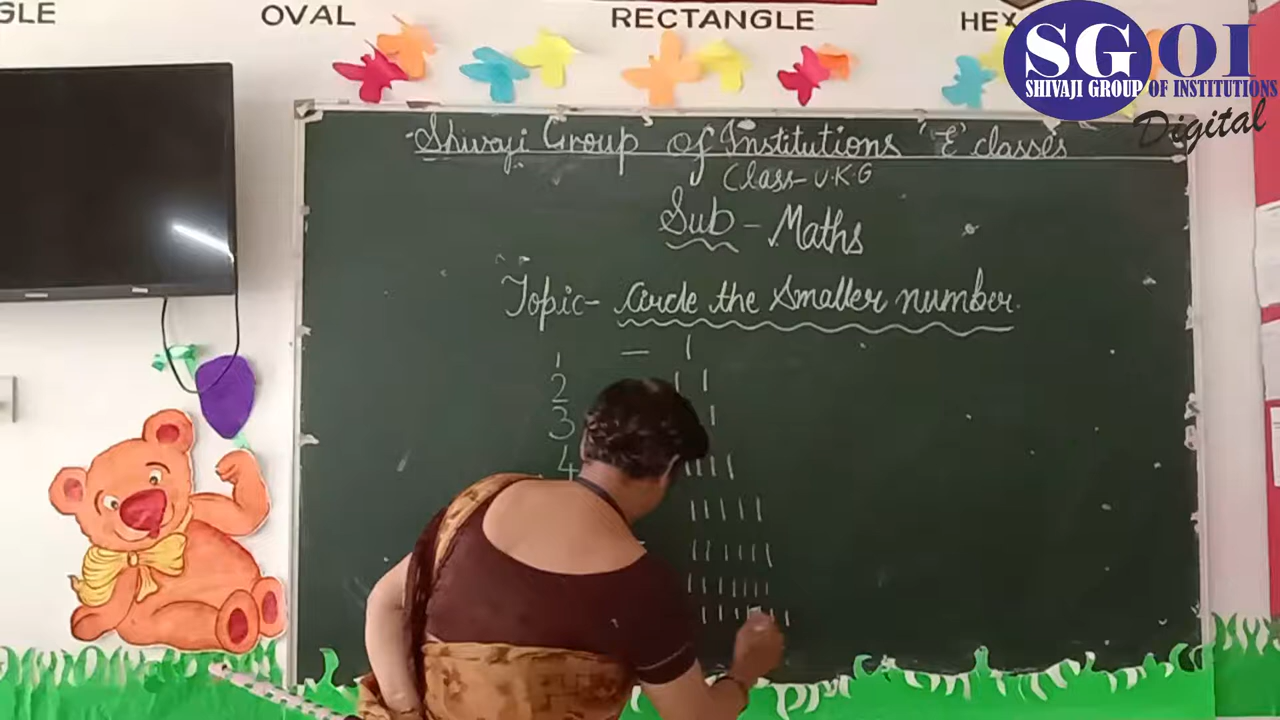 GLE OVAL RECTANGLE HEX
SGOI
SHIVAJI GROUP OF INSTITUTIONS
Digital
Shivaji Group of Institutions 'E' classes
Class- U.K.G
Sub - Maths
Topic- Circle the Smaller number.
1 —
2
3
4